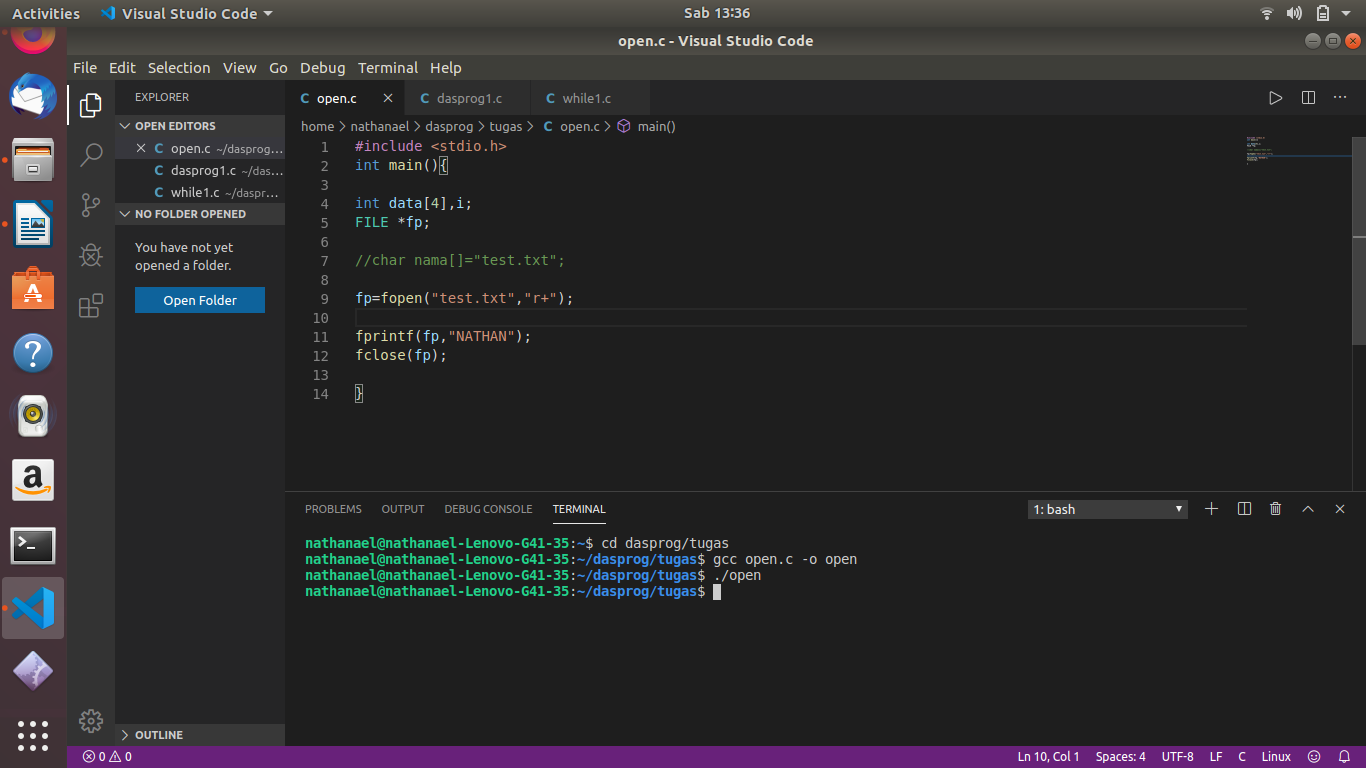 Activities Visual Studio Code Sab 13:36
open.c - Visual Studio Code
File Edit Selection View Go Debug Terminal Help
EXPLORER
OPEN EDITORS
open.c ~/dasprog...
dasprog1.c ~/das...
while1.c ~/daspr...
NO FOLDER OPENED
You have not yet
opened a folder.
Open Folder
OUTLINE
C open.c C dasprog1.c C while1.c
home > nathanael > dasprog > tugas > C open.c > main()
1 #include <stdio.h>
2 int main(){
3
4 int data[4],i;
5 FILE *fp;
6
7 //char nama[]="test.txt";
8
9 fp=fopen("test.txt","r+");
10
11 fprintf(fp,"NATHAN");
12 fclose(fp);
13
14 }
PROBLEMS OUTPUT DEBUG CONSOLE TERMINAL 1: bash
nathanael@nathanael-Lenovo-G41-35:~$ cd dasprog/tugas
nathanael@nathanael-Lenovo-G41-35:~/dasprog/tugas$ gcc open.c -o open
nathanael@nathanael-Lenovo-G41-35:~/dasprog/tugas$ ./open
nathanael@nathanael-Lenovo-G41-35:~/dasprog/tugas$
0 0 Ln 10, Col 1 Spaces: 4 UTF-8 LF C Linux